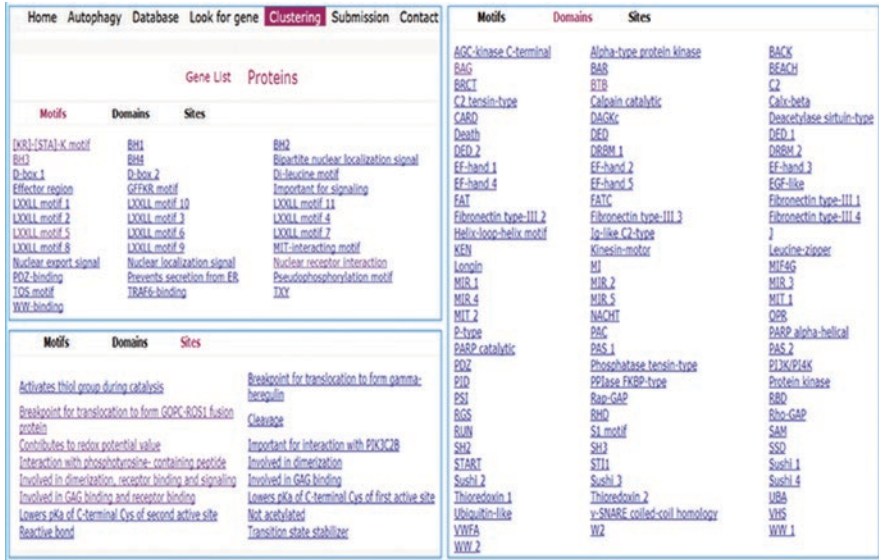 Home Autophagy Database Look for gene Clustering Submission Contact
Gene List Proteins
Motifs Domains Sites
[KR]-[STA]-K motif BH1 BH2
BH3 BH4 Bipartite nuclear localization signal
D-box 1 D-box 2 Di-leucine motif
Effector region GFFKR motif Important for signaling
LXXLL motif 1 LXXLL motif 10 LXXLL motif 11
LXXLL motif 2 LXXLL motif 3 LXXLL motif 4
LXXLL motif 5 LXXLL motif 6 LXXLL motif 7
LXXLL motif 8 LXXLL motif 9 MIT-interacting motif
Nuclear export signal Nuclear localization signal Nuclear receptor interaction
PDZ-binding Prevents secretion from ER Pseudophosphorylation motif
TOS motif TRAF6-binding TXY
WW-binding
Motifs Domains Sites
Activates thiol group during catalysis Breakpoint for translocation to form gamma-
heregulin
Breakpoint for translocation to form GOPC-ROS1 fusion
protein Cleavage
Contributes to redox potential value Important for interaction with PIK3C2B
Interaction with phosphotyrosine- containing peptide Involved in dimerization
Involved in dimerization, receptor binding and signaling Involved in GAG binding
Involved in GAG binding and receptor binding Lowers pKa of C-terminal Cys of first active site
Lowers pKa of C-terminal Cys of second active site Not acetylated
Reactive bond Transition state stabilizer
Motifs Domains Sites
AGC-kinase C-terminal Alpha-type protein kinase BACK
BAG BAR BEACH
BRCT BTB C2
C2 tensin-type Calpain catalytic Calx-beta
CARD DAGKc Deacetylase sirtuin-type
Death DED DED 1
DED 2 DRBM 1 DRBM 2
EF-hand 1 EF-hand 2 EF-hand 3
EF-hand 4 EF-hand 5 EGF-like
FAT FATC Fibronectin type-III 1
Fibronectin type-III 2 Fibronectin type-III 3 Fibronectin type-III 4
Helix-loop-helix motif Ig-like C2-type J
KEN Kinesin-motor Leucine-zipper
Longin MI MIF4G
MIR 1 MIR 2 MIR 3
MIR 4 MIR 5 MIT 1
MIT 2 NACHT OPR
P-type PAC PARP alpha-helical
PARP catalytic PAS 1 PAS 2
PDZ Phosphatase tensin-type PI3K/PI4K
PID PPIase FKBP-type Protein kinase
PSI Rap-GAP RBD
RGS RHD Rho-GAP
RUN S1 motif SAM
SH2 SH3 SSD
START STI1 Sushi 1
Sushi 2 Sushi 3 Sushi 4
Thioredoxin 1 Thioredoxin 2 UBA
Ubiquitin-like v-SNARE coiled-coil homology VHS
VWFA W2 WW 1
WW 2